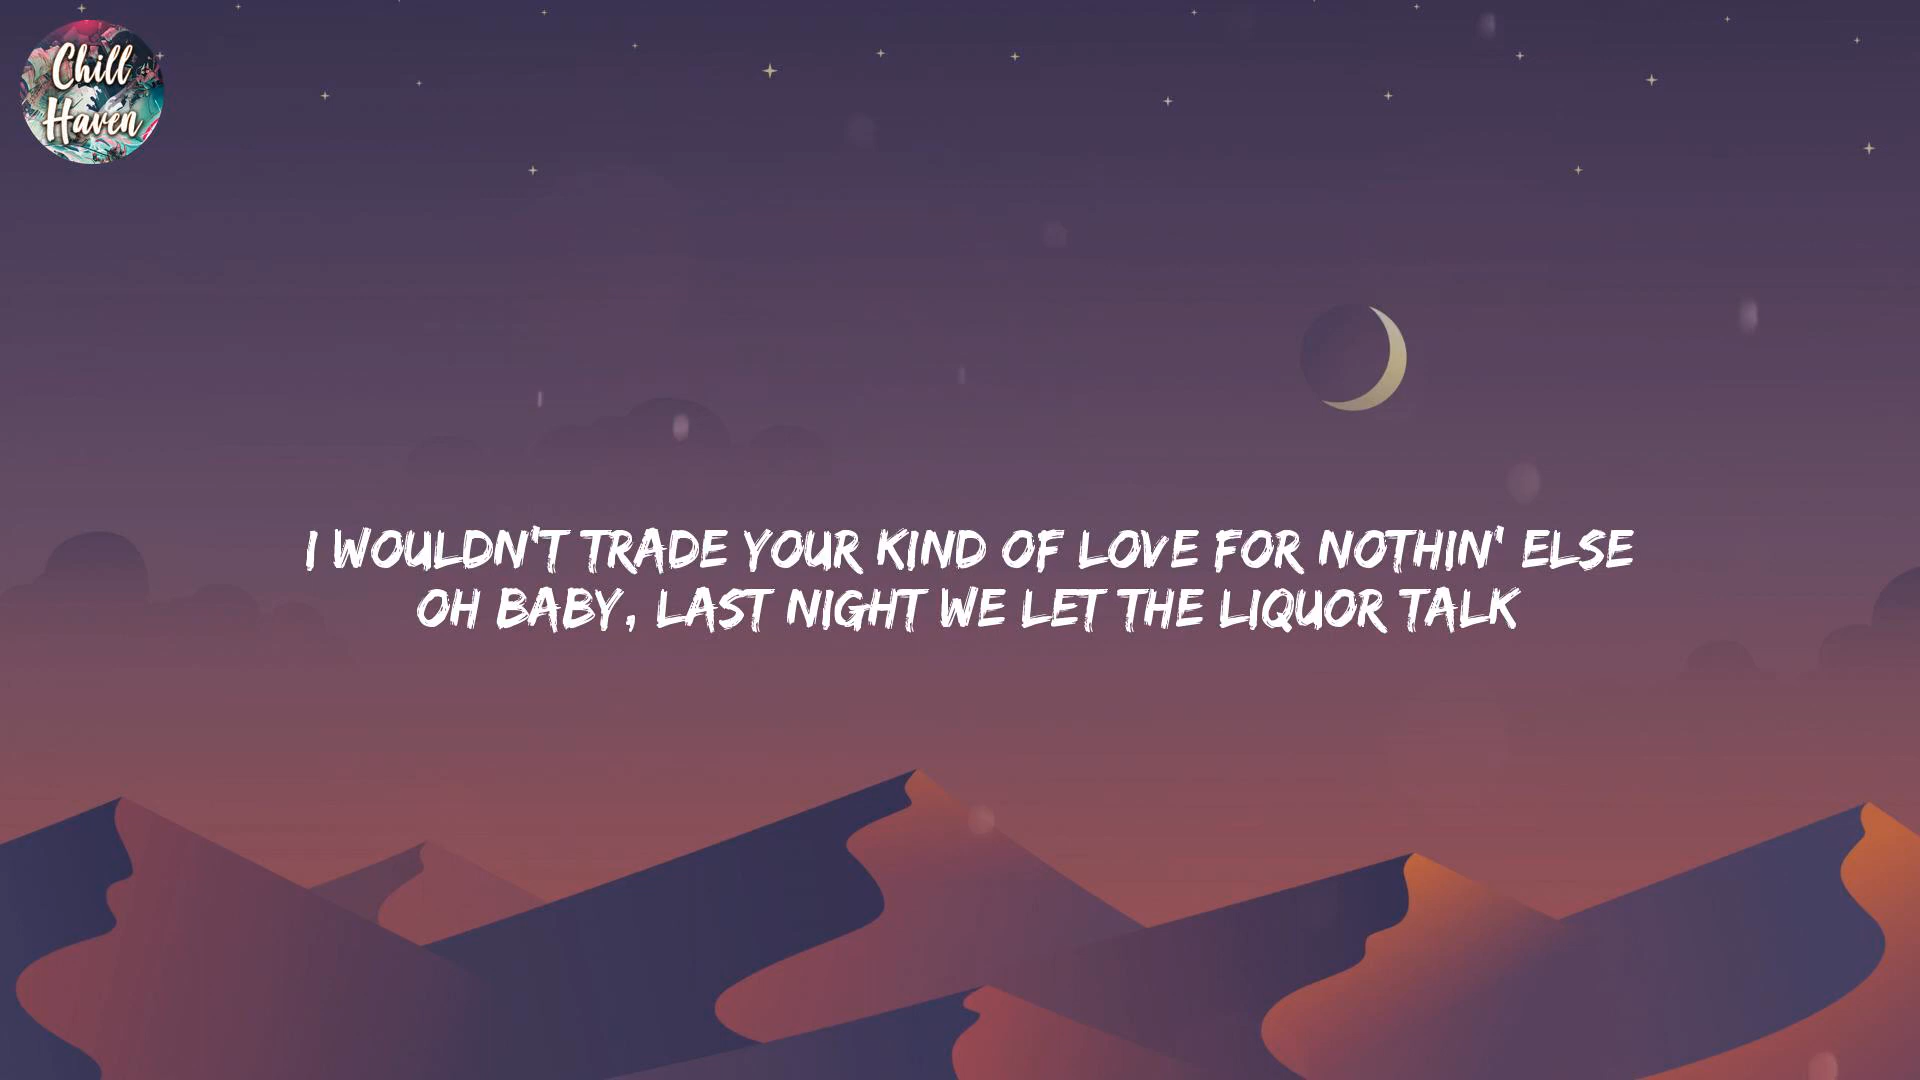 Chill
Haven
I WOULDN'T TRADE YOUR KIND OF LOVE FOR NOTHIN' ELSE
OH BABY, LAST NIGHT WE LET THE LIQUOR TALK